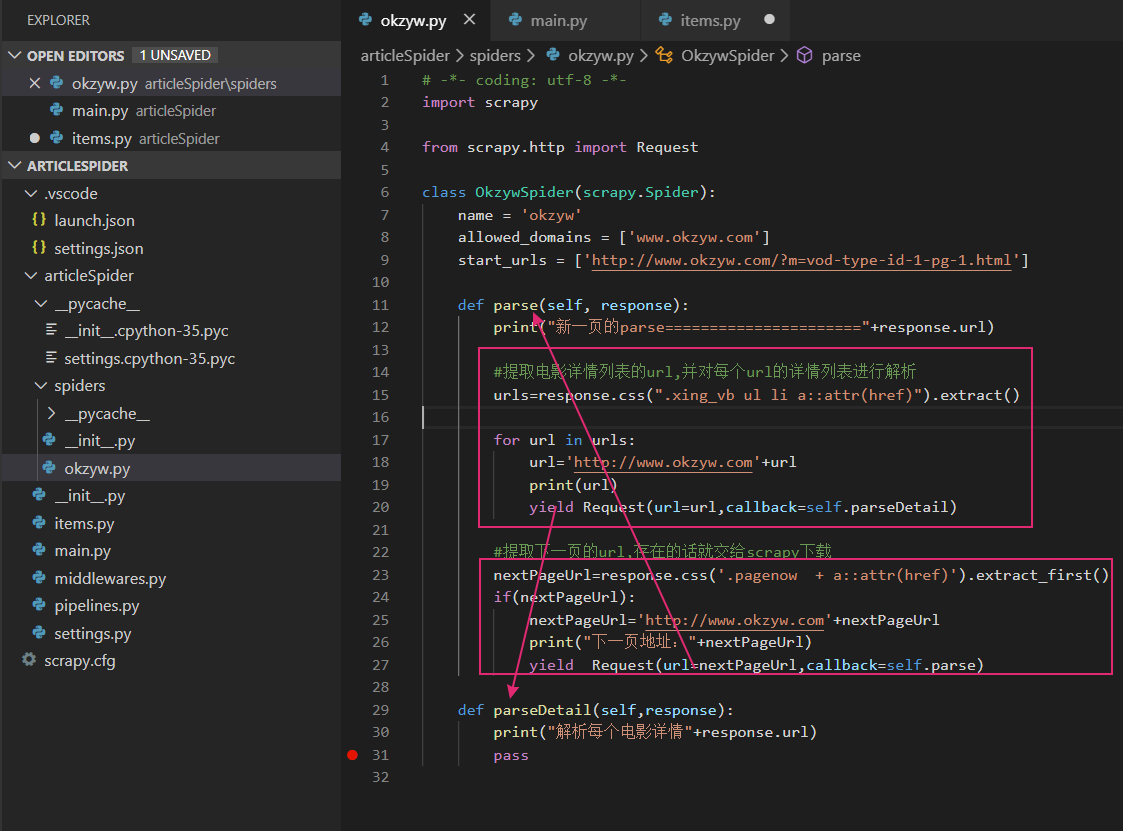 EXPLORER
OPEN EDITORS 1 UNSAVED
okzyw.py articleSpider\spiders
main.py articleSpider
items.py articleSpider
ARTICLESPIDER
.vscode
launch.json
settings.json
articleSpider
__pycache__
__init__.cpython-35.pyc
settings.cpython-35.pyc
spiders
__pycache__
__init__.py
okzyw.py
__init__.py
items.py
main.py
middlewares.py
pipelines.py
settings.py
scrapy.cfg
okzyw.py main.py items.py
articleSpider > spiders > okzyw.py > OkzywSpider > parse
1 # -*- coding: utf-8 -*-
2 import scrapy
3
4 from scrapy.http import Request
5
6 class OkzywSpider(scrapy.Spider):
7 name = 'okzyw'
8 allowed_domains = ['www.okzyw.com']
9 start_urls = ['http://www.okzyw.com/?m=vod-type-id-1-pg-1.html']
10
11 def parse(self, response):
12 print("新一页的parse======================"+response.url)
13
14 #提取电影详情列表的url,并对每个url的详情列表进行解析
15 urls=response.css(".xing_vb ul li a::attr(href)").extract()
16
17 for url in urls:
18 url='http://www.okzyw.com'+url
19 print(url)
20 yield Request(url=url,callback=self.parseDetail)
21
22 #提取下一页的url,存在的话就交给scrapy下载
23 nextPageUrl=response.css('.pagenow + a::attr(href)').extract_first()
24 if(nextPageUrl):
25 nextPageUrl='http://www.okzyw.com'+nextPageUrl
26 print("下一页地址："+nextPageUrl)
27 yield Request(url=nextPageUrl,callback=self.parse)
28
29 def parseDetail(self,response):
30 print("解析每个电影详情"+response.url)
31 pass
32